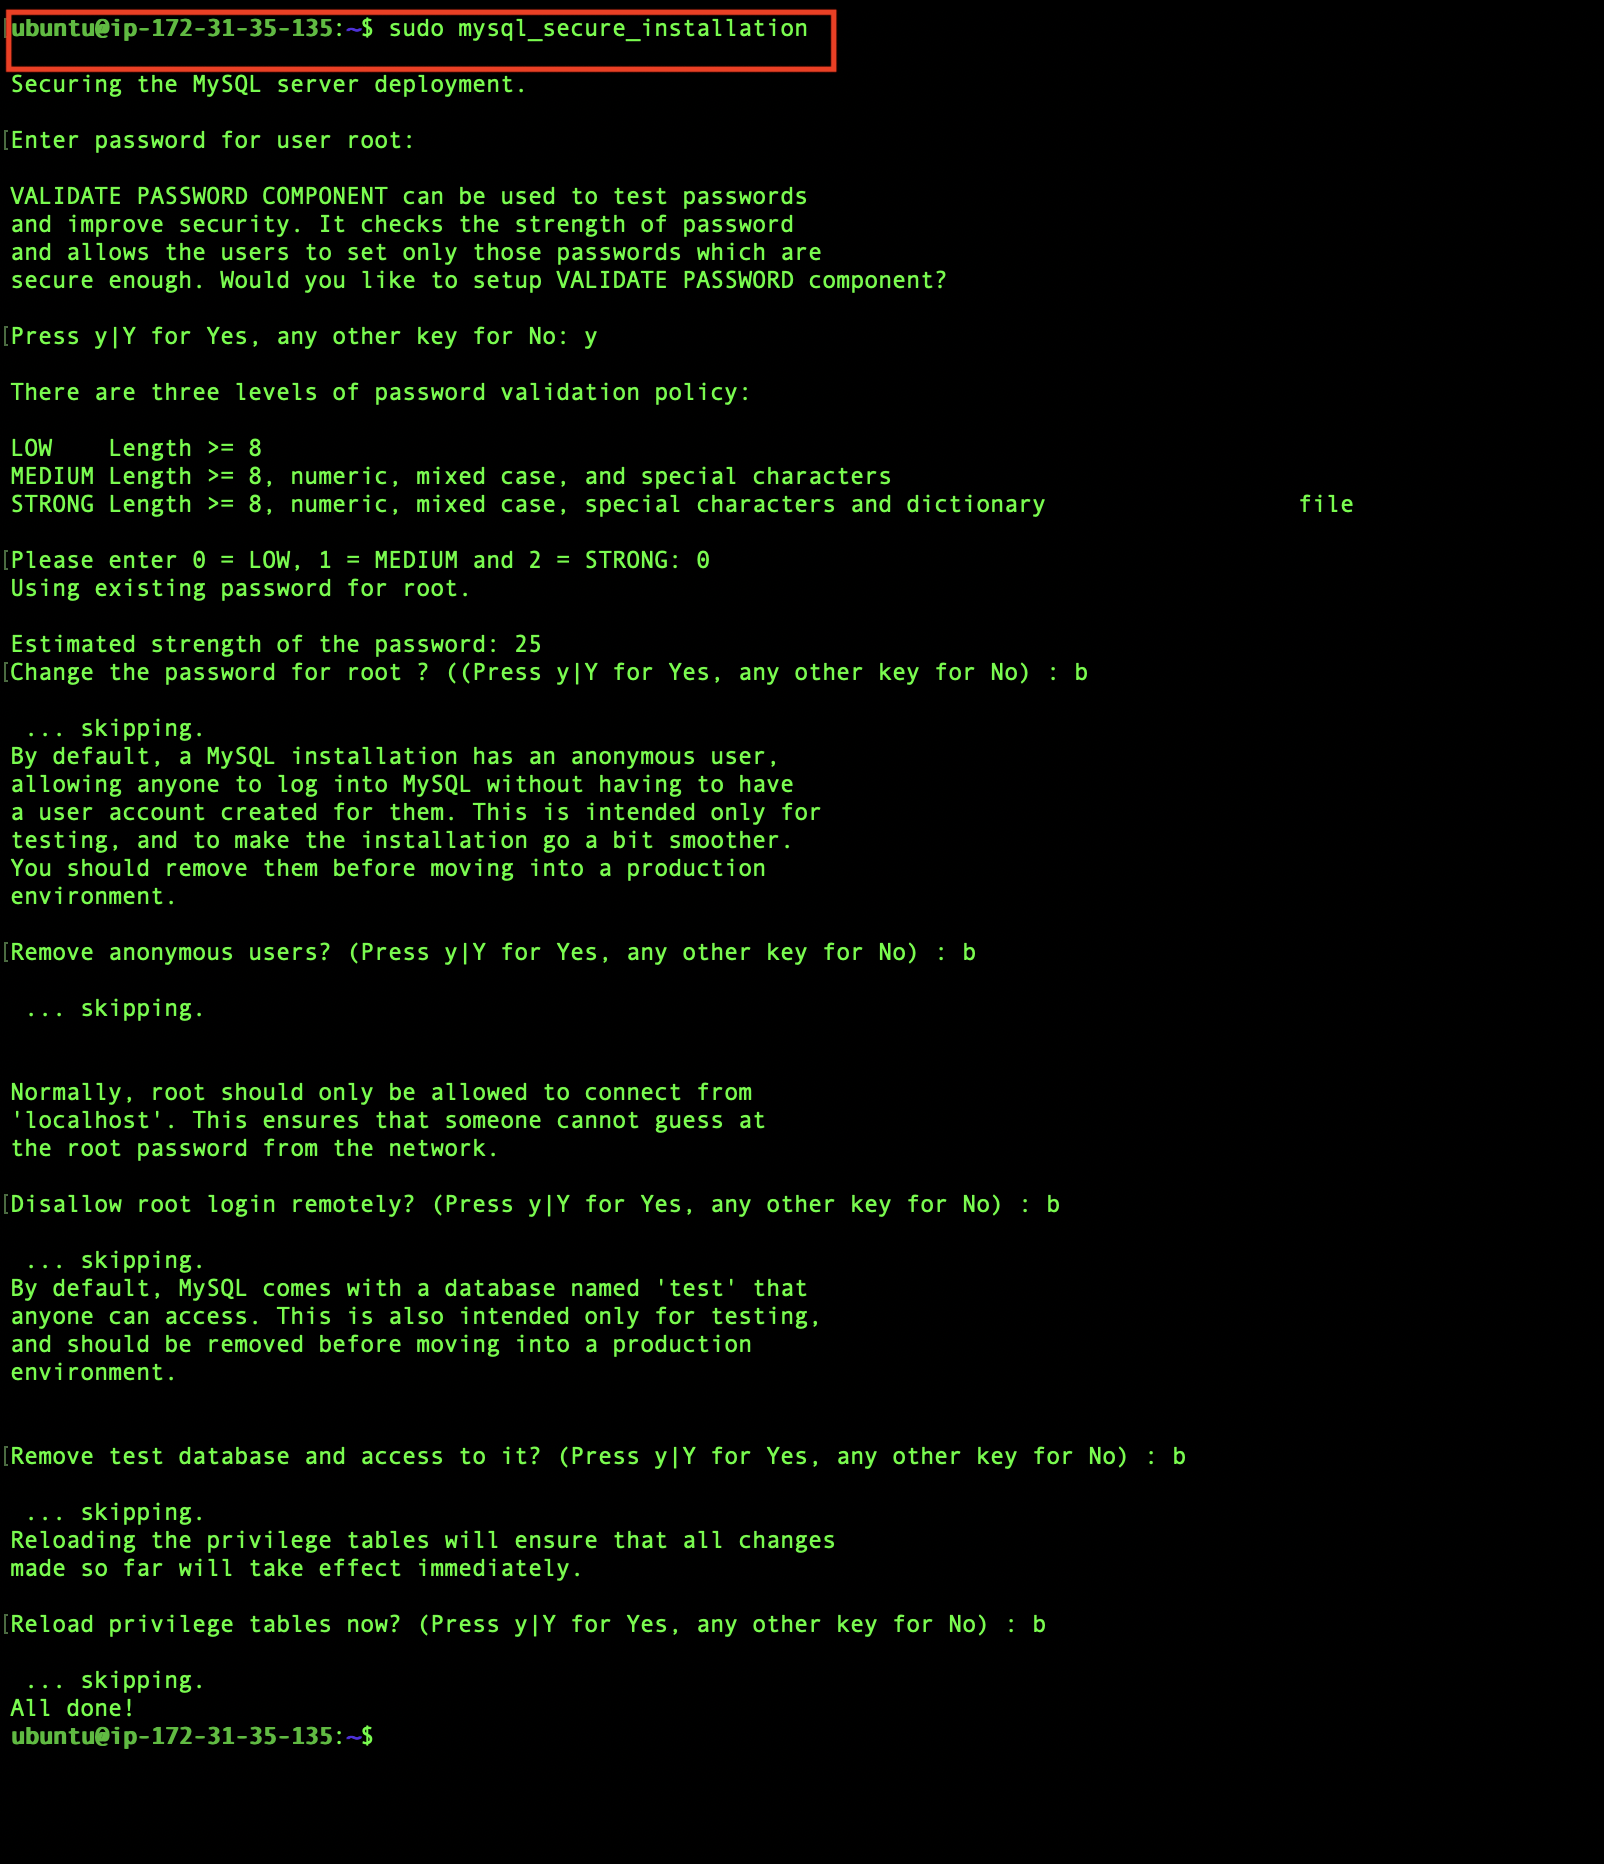 ubuntu@ip-172-31-35-135:~$ sudo mysql_secure_installation
Securing the MySQL server deployment.
[Enter password for user root:
VALIDATE PASSWORD COMPONENT can be used to test passwords
and improve security. It checks the strength of password
and allows the users to set only those passwords which are
secure enough. Would you like to setup VALIDATE PASSWORD component?
[Press y|Y for Yes, any other key for No: y
There are three levels of password validation policy:
LOW    Length >= 8
MEDIUM Length >= 8, numeric, mixed case, and special characters
STRONG Length >= 8, numeric, mixed case, special characters and dictionary                  file
[Please enter 0 = LOW, 1 = MEDIUM and 2 = STRONG: 0
Using existing password for root.
Estimated strength of the password: 25
[Change the password for root ? ((Press y|Y for Yes, any other key for No) : b
 ... skipping.
By default, a MySQL installation has an anonymous user,
allowing anyone to log into MySQL without having to have
a user account created for them. This is intended only for
testing, and to make the installation go a bit smoother.
You should remove them before moving into a production
environment.
[Remove anonymous users? (Press y|Y for Yes, any other key for No) : b
 ... skipping.
Normally, root should only be allowed to connect from
'localhost'. This ensures that someone cannot guess at
the root password from the network.
[Disallow root login remotely? (Press y|Y for Yes, any other key for No) : b
 ... skipping.
By default, MySQL comes with a database named 'test' that
anyone can access. This is also intended only for testing,
and should be removed before moving into a production
environment.
[Remove test database and access to it? (Press y|Y for Yes, any other key for No) : b
 ... skipping.
Reloading the privilege tables will ensure that all changes
made so far will take effect immediately.
[Reload privilege tables now? (Press y|Y for Yes, any other key for No) : b
 ... skipping.
All done!
ubuntu@ip-172-31-35-135:~$